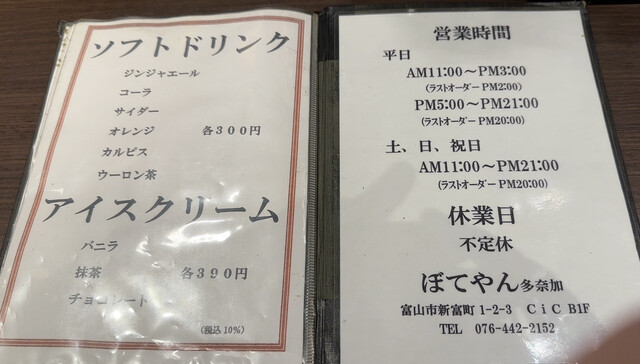 ソフトドリンク
ジンジャエール
コーラ
サイダー
オレンジ 各300円
カルピス
ウーロン茶
アイスクリーム
バニラ
抹茶 各390円
チョコレート
(税込10%)
営業時間
平日
AM11:00～PM3:00
(ラストオーダーPM2:00)
PM5:00～PM21:00
(ラストオーダーPM20:00)
土、日、祝日
AM11:00～PM21:00
(ラストオーダーPM20:00)
休業日
不定休
ぼてやん多奈加
富山市新富町1-2-3 CiC B1F
TEL 076-442-2152